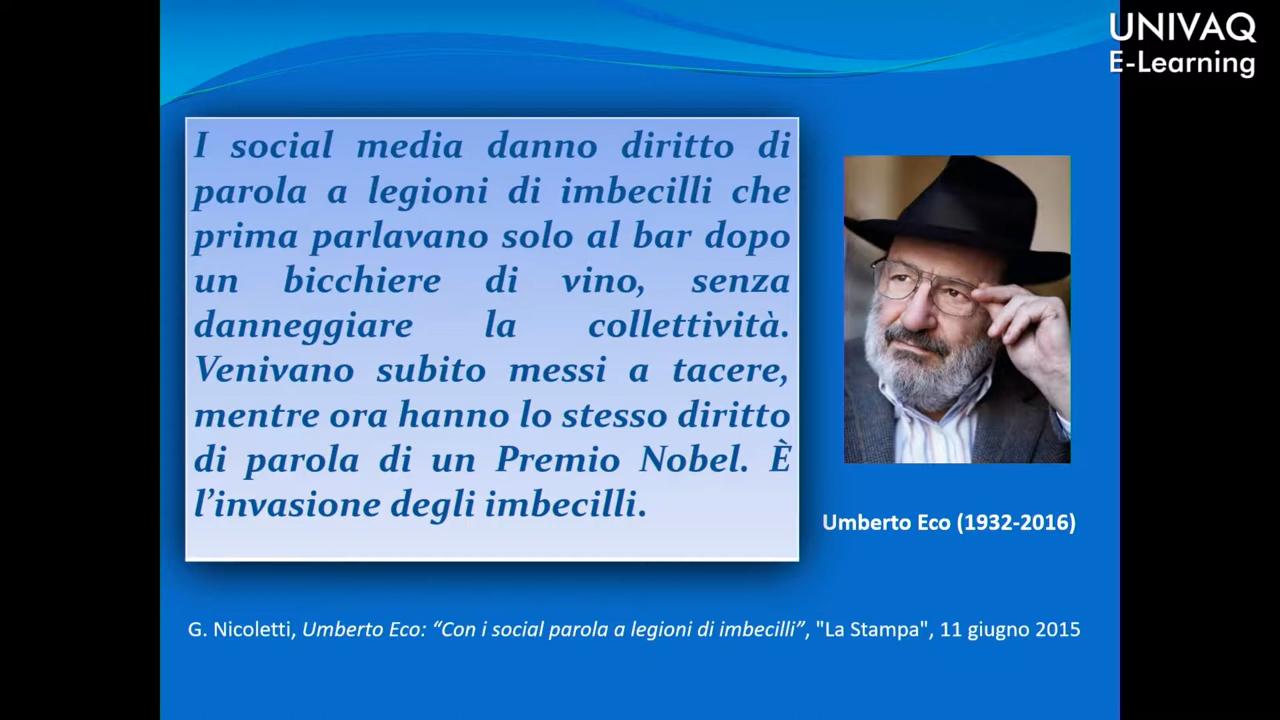 UNIVAQ
E-Learning
I social media danno diritto di
parola a legioni di imbecilli che
prima parlavano solo al bar dopo
un bicchiere di vino, senza
danneggiare la collettività.
Venivano subito messi a tacere,
mentre ora hanno lo stesso diritto
di parola di un Premio Nobel. È
l’invasione degli imbecilli.
Umberto Eco (1932-2016)
G. Nicoletti, Umberto Eco: “Con i social parola a legioni di imbecilli”, "La Stampa", 11 giugno 2015